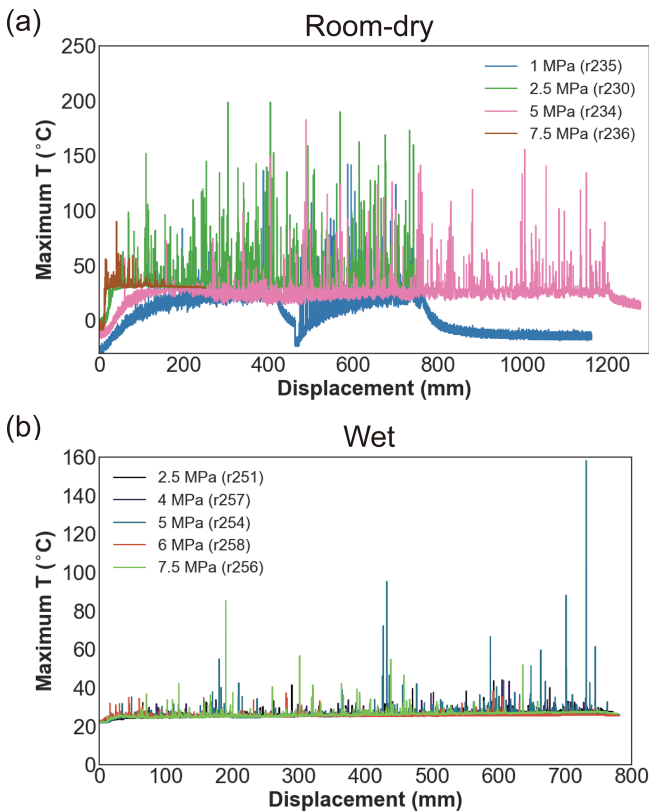 (a)
Room-dry
250
200
150
100
50
0
Maximum T (°C)
1 MPa (r235)
2.5 MPa (r230)
5 MPa (r234)
7.5 MPa (r236)
0 200 400 600 800 1000 1200
Displacement (mm)
(b)
Wet
160
140
120
100
80
60
40
20
0
Maximum T (°C)
2.5 MPa (r251)
4 MPa (r257)
5 MPa (r254)
6 MPa (r258)
7.5 MPa (r256)
0 100 200 300 400 500 600 700 800
Displacement (mm)